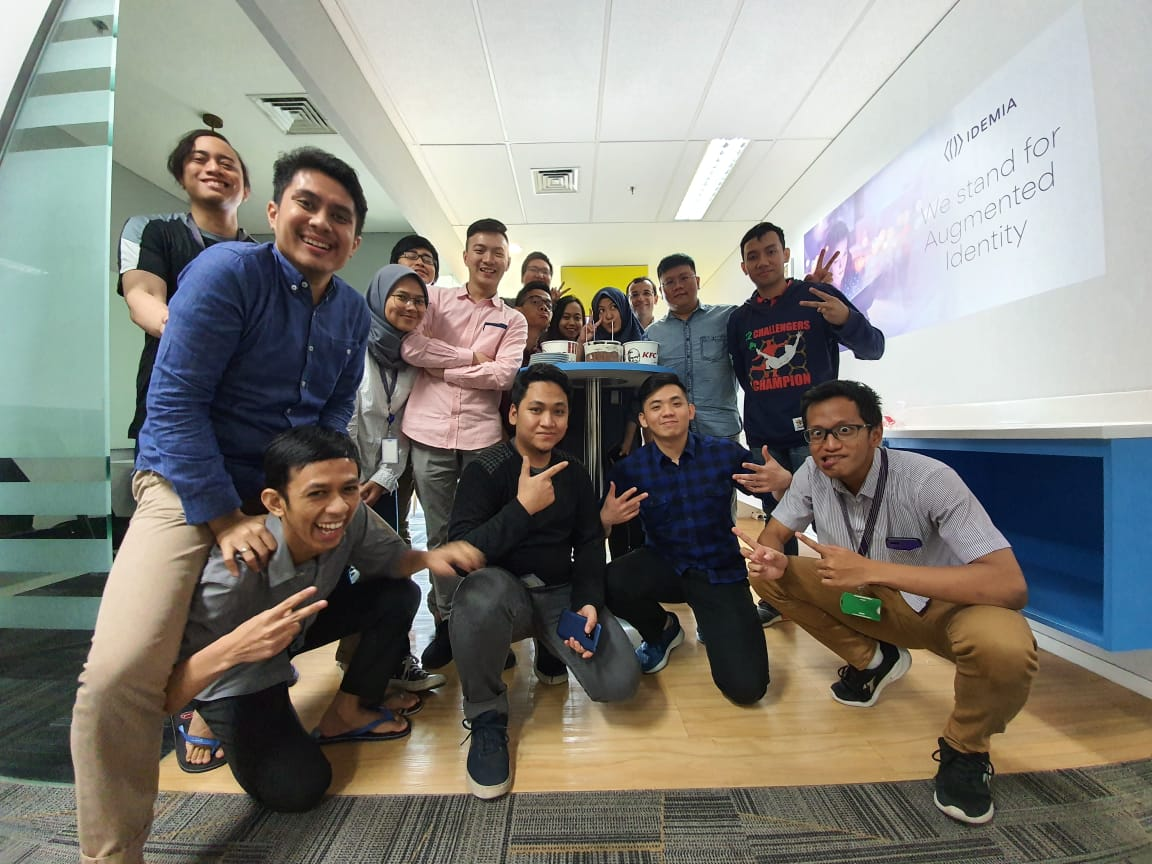 IDEMIA
We stand for
Augmented
Identity
KFC
CHALLENGERS
CHAMPION